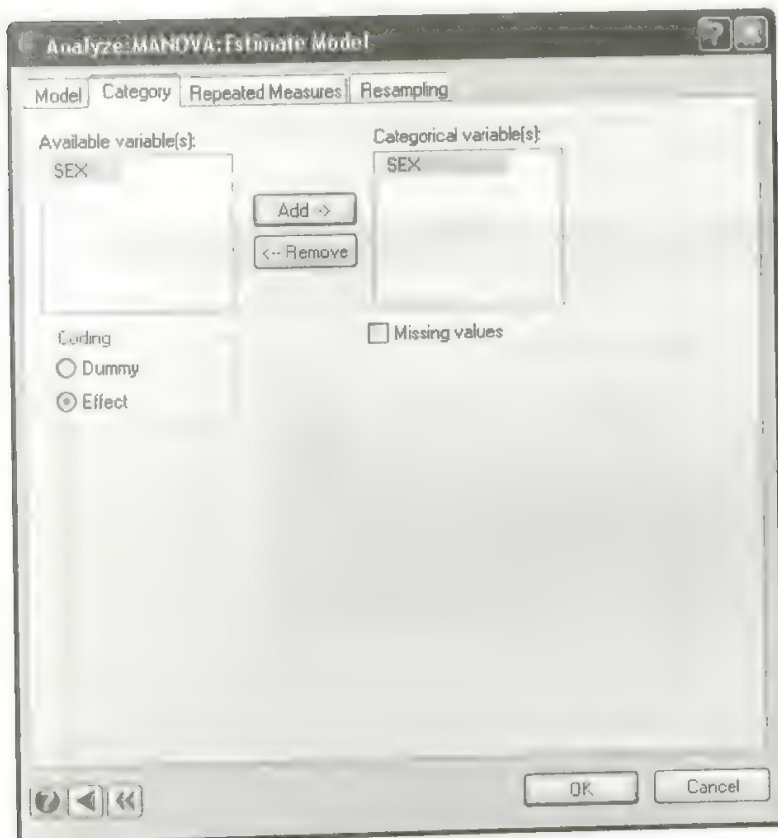 Analyze:MANOVA:Estimate Model
Model Category Repeated Measures Resampling
Available variable(s): Categorical variable(s):
SEX SEX
Add ->
<-- Remove
Coding Missing values
Dummy
Effect
OK Cancel